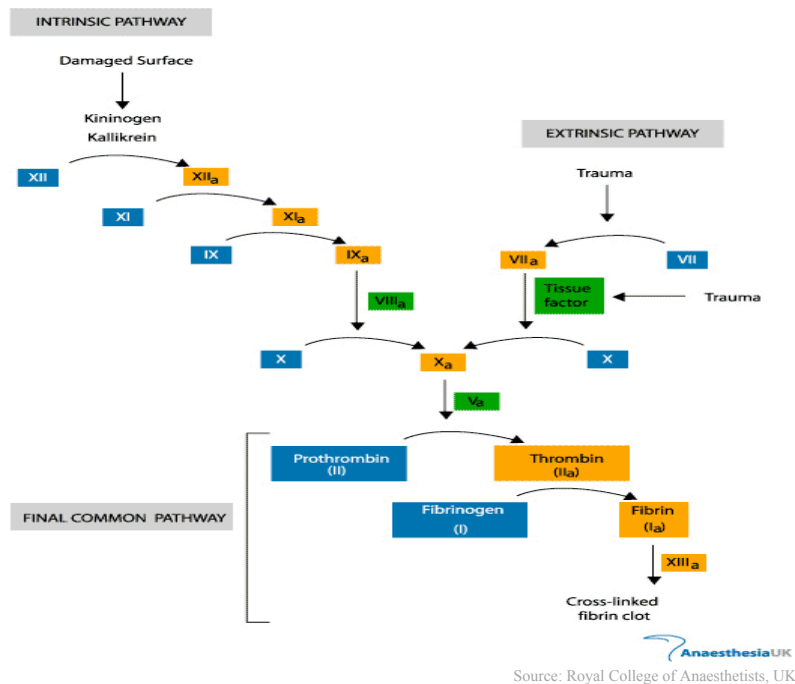 INTRINSIC PATHWAY
Damaged Surface
Kininogen
Kallikrein
EXTRINSIC PATHWAY
Trauma
XII
XIIa
XI
XIa
IX
IXa
VIIa
VII
VIIIa
Tissue
factor
Trauma
X
Xa
X
Va
Prothrombin
(II)
Thrombin
(IIa)
Fibrinogen
(I)
Fibrin
(Ia)
FINAL COMMON PATHWAY
XIIIa
Cross-linked
fibrin clot
AnaesthesiaUK
Source: Royal College of Anaesthetists, UK